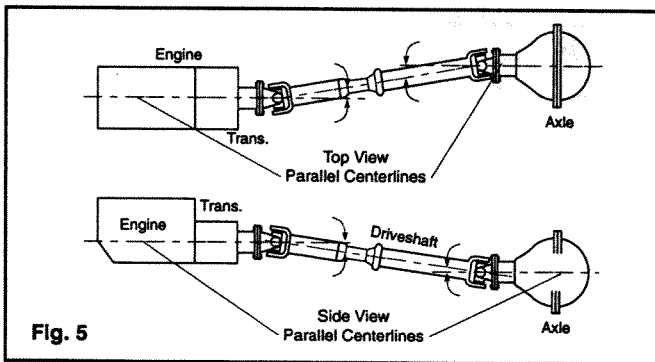 Engine
Trans.
Axle
Top View
Parallel Centerlines
Engine
Trans.
Driveshaft
Side View
Parallel Centerlines
Axle
Fig. 5